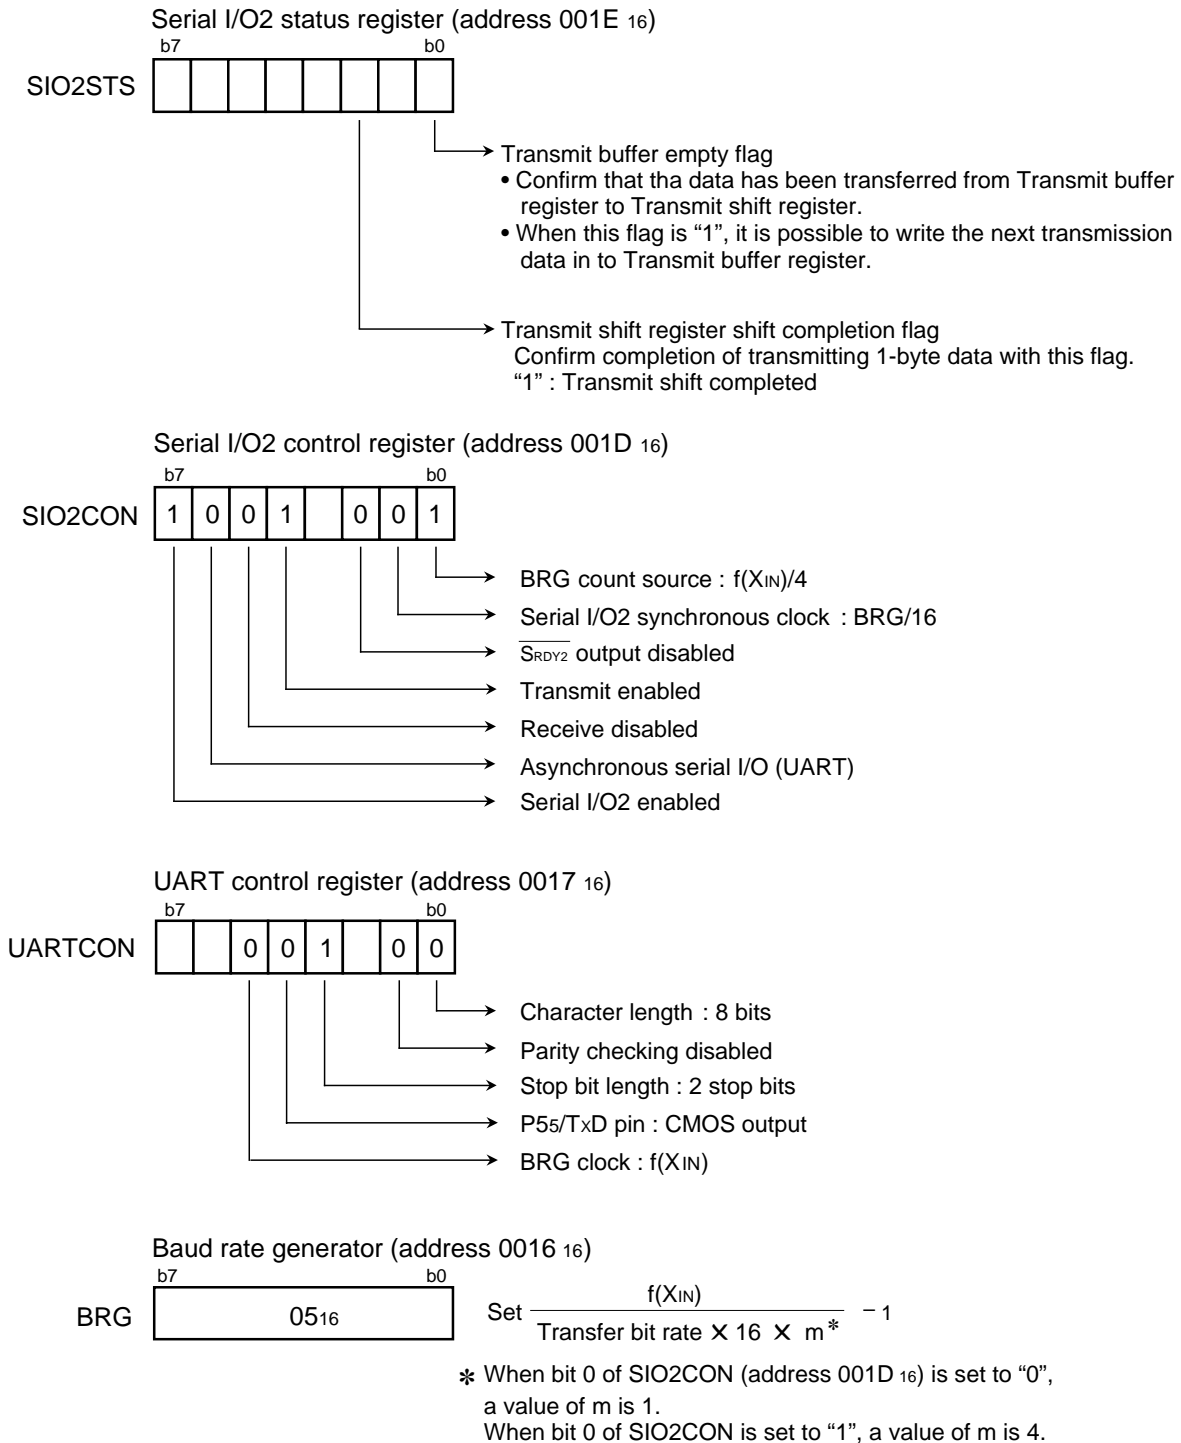 Serial I/O2 status register (address 001E 16)
b7 b0
SIO2STS
Transmit buffer empty flag
• Confirm that tha data has been transferred from Transmit buffer
register to Transmit shift register.
• When this flag is “1”, it is possible to write the next transmission
data in to Transmit buffer register.
Transmit shift register shift completion flag
Confirm completion of transmitting 1-byte data with this flag.
“1” : Transmit shift completed
Serial I/O2 control register (address 001D 16)
b7 b0
SIO2CON 1 0 0 1 0 0 1
BRG count source : f(XIN)/4
Serial I/O2 synchronous clock : BRG/16
SRDY2 output disabled
Transmit enabled
Receive disabled
Asynchronous serial I/O (UART)
Serial I/O2 enabled
UART control register (address 0017 16)
b7 b0
UARTCON 0 0 1 0 0
Character length : 8 bits
Parity checking disabled
Stop bit length : 2 stop bits
P55/TxD pin : CMOS output
BRG clock : f(XIN)
Baud rate generator (address 0016 16)
b7 b0
f(XIN)
BRG 0516 Set – 1
Transfer bit rate × 16 × m*
* When bit 0 of SIO2CON (address 001D 16) is set to “0”,
a value of m is 1.
When bit 0 of SIO2CON is set to “1”, a value of m is 4.